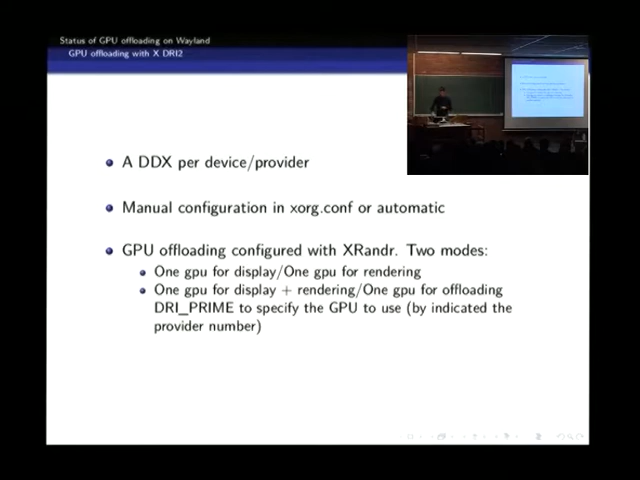 Status of GPU offloading on Wayland
GPU offloading with X DRI2
A DDX per device/provider
Manual configuration in xorg.conf or automatic
GPU offloading configured with XRandr. Two modes:
One gpu for display/One gpu for rendering
One gpu for display + rendering/One gpu for offloading
DRI_PRIME to specify the GPU to use (by indicated the
provider number)